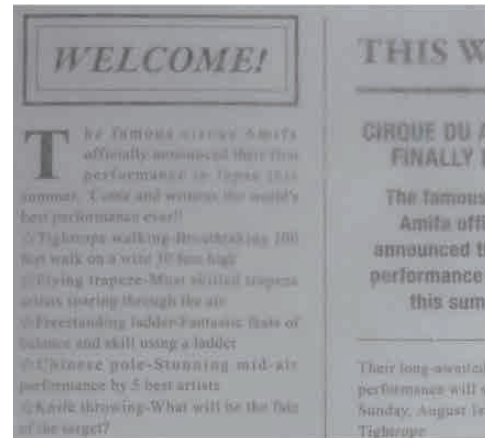 WELCOME!
The famous circus Amifa
officially announced their first
performance in Japan this
summer. Come and witness the world's
best performance ever!!
☆Tightrope walking-Breathtaking 100
feet walk on a wire 30 feet high
☆Flying trapeze-Most skilled trapeze
artists soaring through the air
☆Freestanding ladder-Fantastic feats of
balance and skill using a ladder
☆Chinese pole-Stunning mid-air
performance by 5 best artists
☆Knife throwing-What will be the fate
of the target?
THIS W
CIRQUE DU A
FINALLY
The famous
Amifa offi
announced th
performance
this sum
Their long-awaited
performance will
Sunday, August 1s
Tightrope